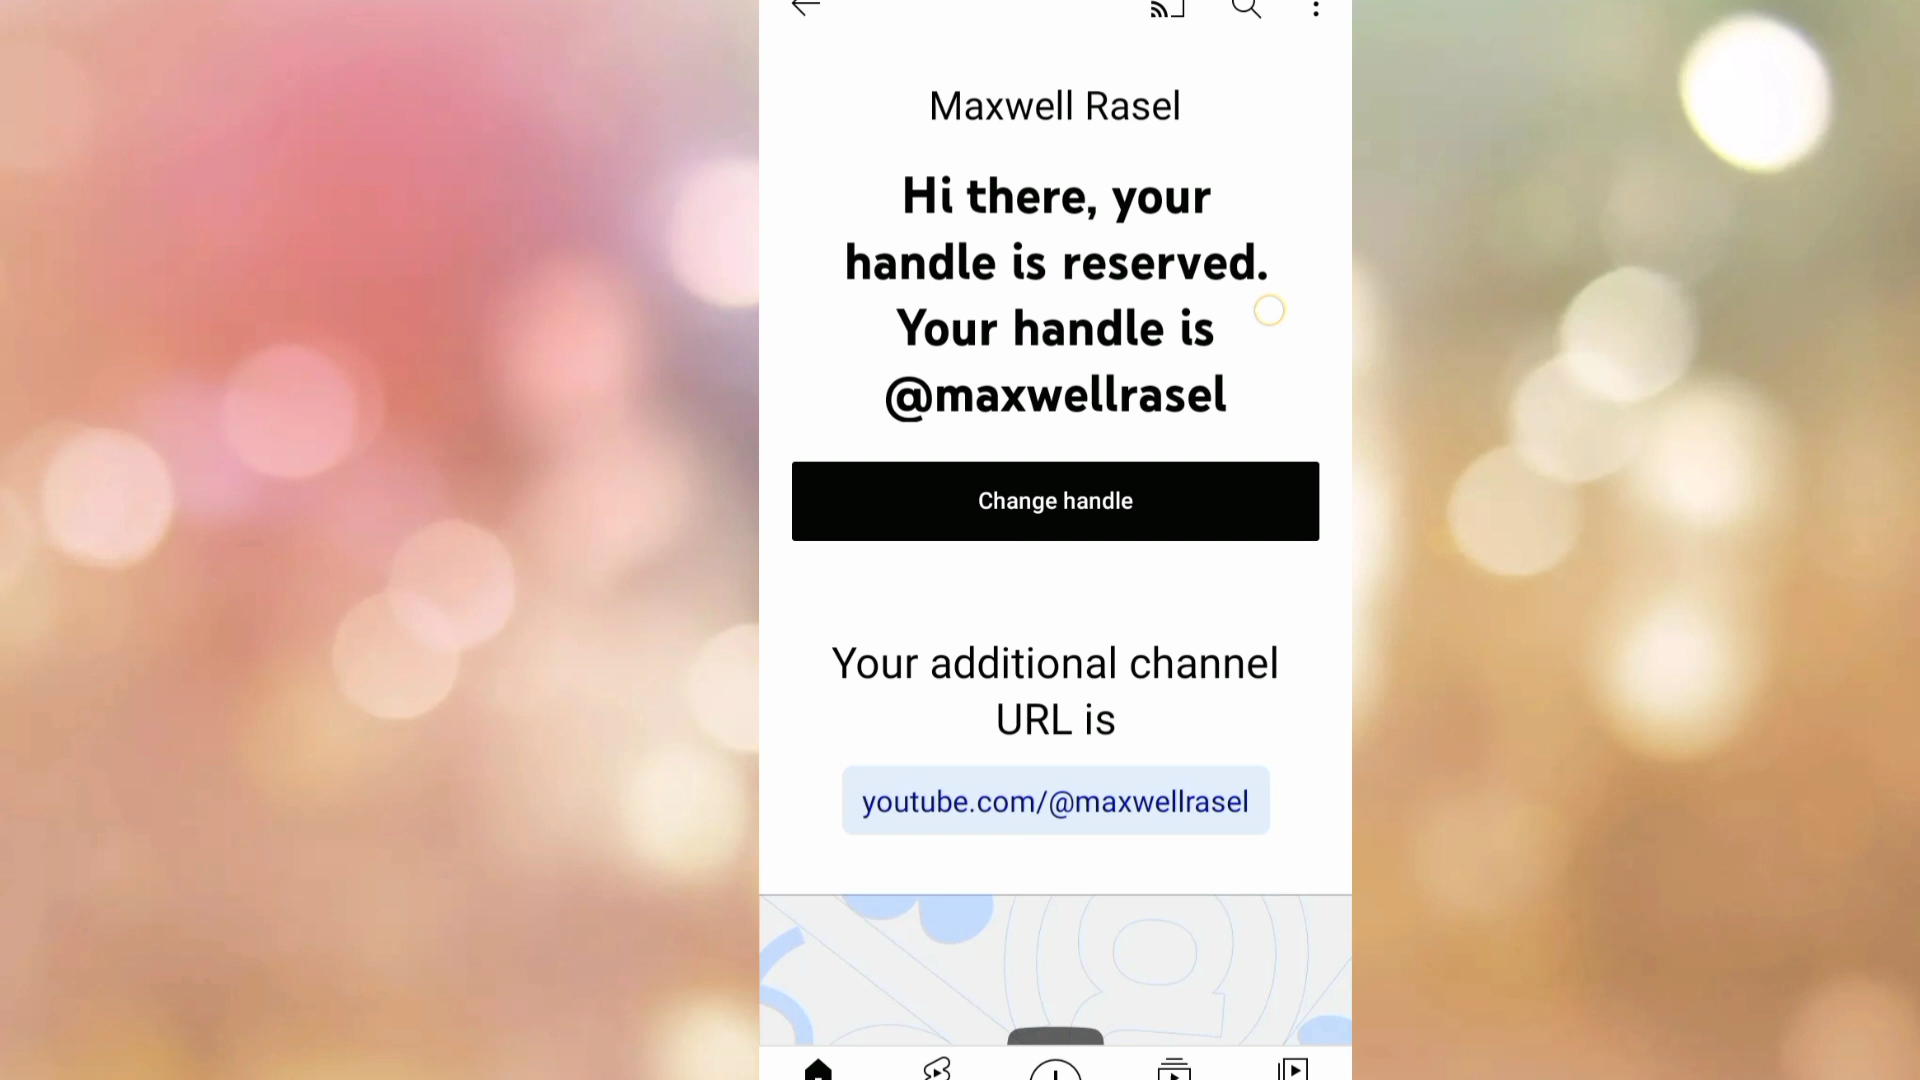 Maxwell Rasel
Hi there, your
handle is reserved.
Your handle is
@maxwellrasel
Change handle
Your additional channel
URL is
youtube.com/@maxwellrasel